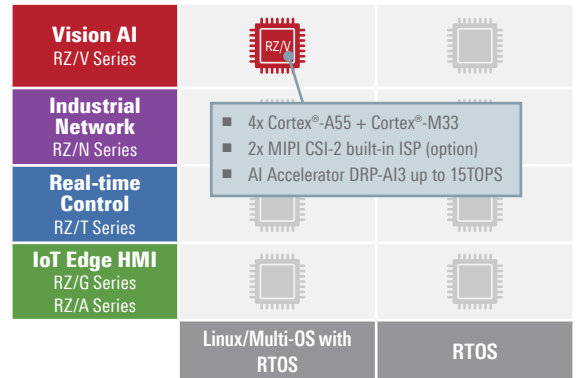 Vision AI
RZ/V Series
RZ/V
Industrial
Network
RZ/N Series
■ 4x Cortex®-A55 + Cortex®-M33
■ 2x MIPI CSI-2 built-in ISP (option)
■ AI Accelerator DRP-AI3 up to 15TOPS
Real-time
Control
RZ/T Series
IoT Edge HMI
RZ/G Series
RZ/A Series
Linux/Multi-OS with
RTOS
RTOS